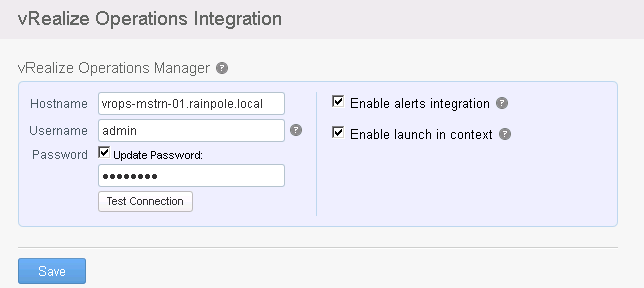 vRealize Operations Integration
vRealize Operations Manager ?
Hostname vrops-mstrn-01.rainpole.local
Username admin ?
Password Update Password:
••••••••
Test Connection
Enable alerts integration ?
Enable launch in context ?
Save